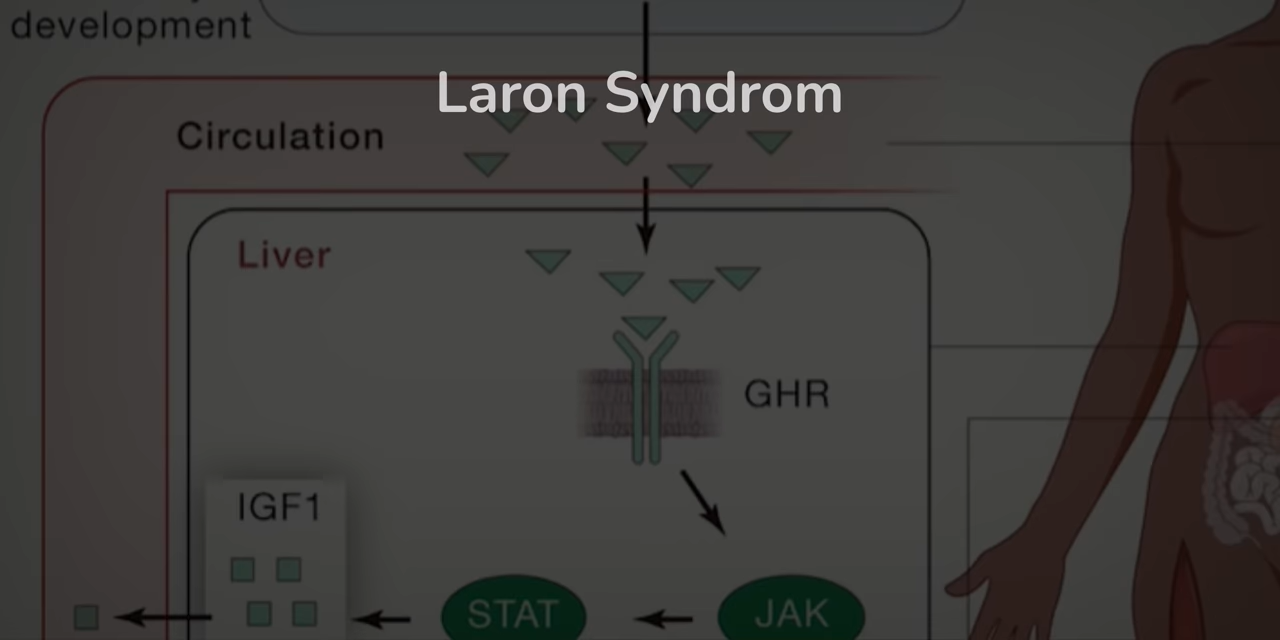 development
Laron Syndrom
Circulation
Liver
GHR
IGF1
STAT
JAK